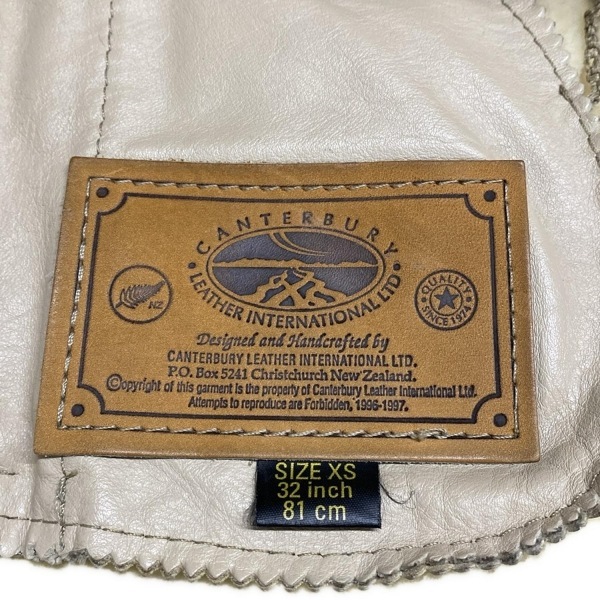 CANTERBURY
LEATHER INTERNATIONAL LTD
NZ
QUALITY
SINCE 1974
Designed and Handcrafted by
CANTERBURY LEATHER INTERNATIONAL LTD.
P.O. Box 5241 Christchurch New Zealand.
©opyright of this garment is the property of Canterbury Leather International Ltd.
Attempts to reproduce are Forbidden, 1996-1997.
SIZE XS
32 inch
81 cm